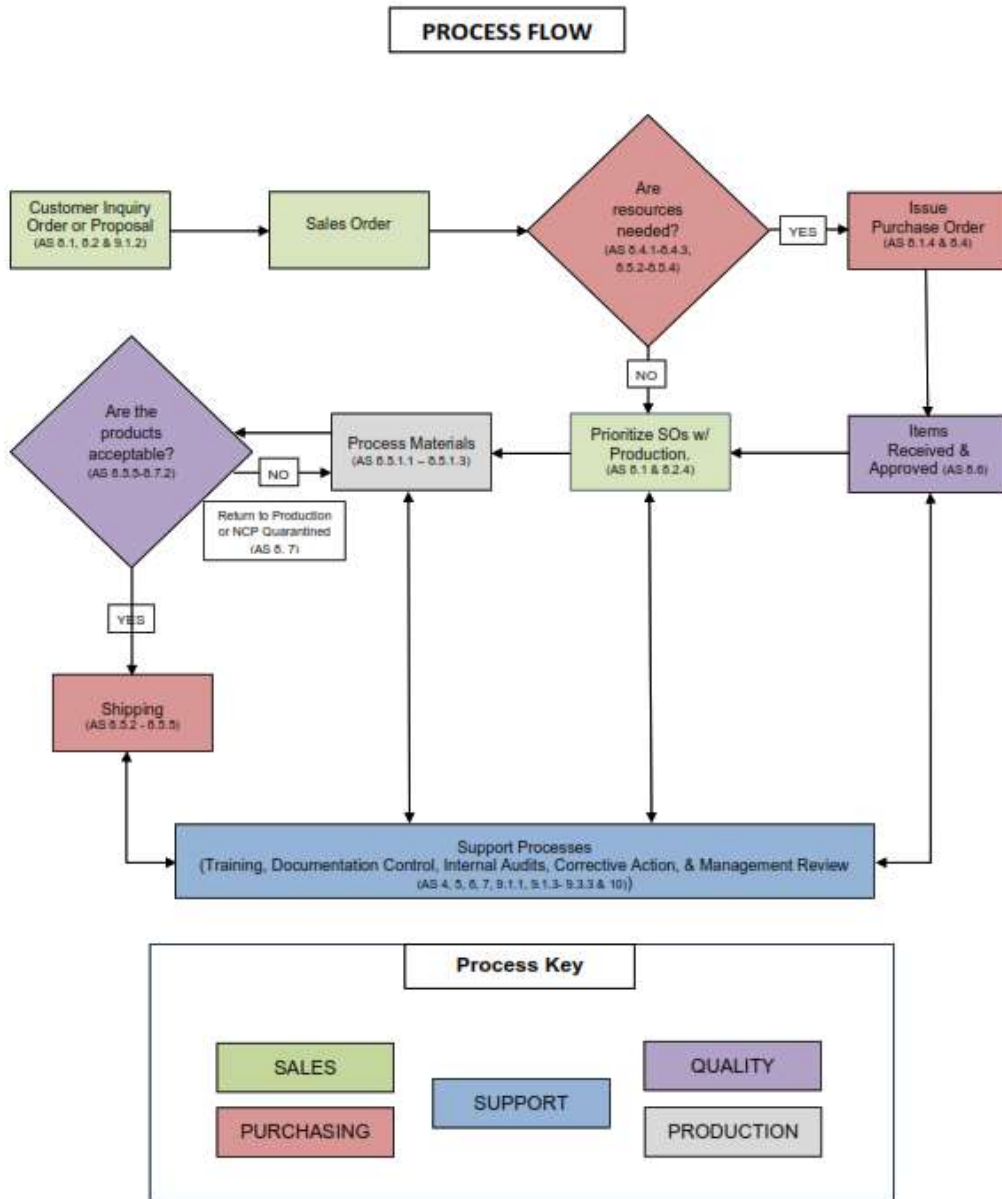 PROCESS FLOW
Customer Inquiry
Order or Proposal
(AS 8.1, 8.2 & 9.1.2)
Sales Order
Are
resources
needed?
(AS 8.4.1-8.4.3,
8.5.2-8.5.4)
YES
Issue
Purchase Order
(AS 8.1.4 & 8.4)
NO
Are the
products
acceptable?
(AS 8.5.5-8.7.2)
NO
Return to Production
or NCP Quarantined
(AS 8. 7)
Process Materials
(AS 8.5.1.1 – 8.5.1.3)
Prioritize SOs w/
Production.
(AS 8.1 & 8.2.4)
Items
Received &
Approved (AS 8.6)
YES
Shipping
(AS 8.5.2 - 8.5.5)
Support Processes
(Training, Documentation Control, Internal Audits, Corrective Action, & Management Review
(AS 4, 5, 6, 7, 9.1.1, 9.1.3- 9.3.3 & 10))
Process Key
SALES
SUPPORT
QUALITY
PURCHASING
PRODUCTION